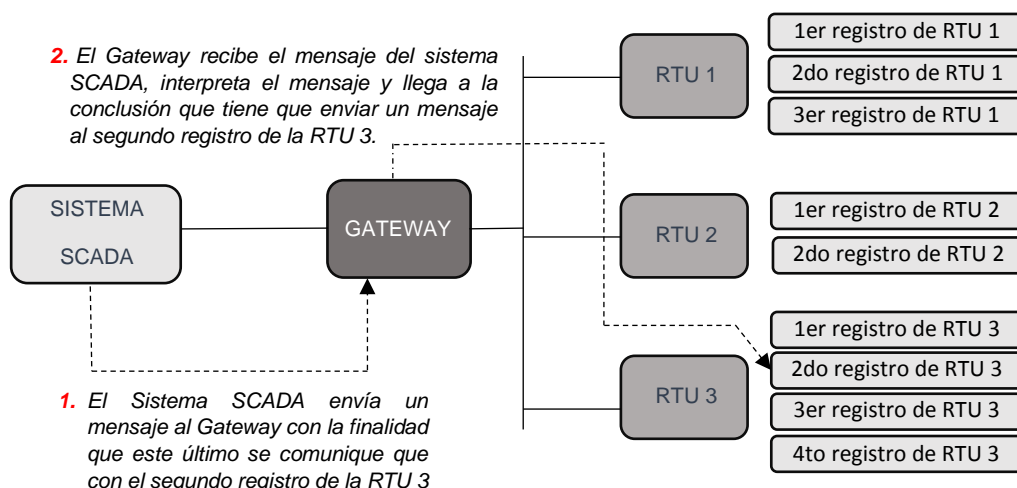 2. El Gateway recibe el mensaje del sistema
SCADA, interpreta el mensaje y llega a la
conclusión que tiene que enviar un mensaje
al segundo registro de la RTU 3.
SISTEMA
SCADA
GATEWAY
RTU 1
1er registro de RTU 1
2do registro de RTU 1
3er registro de RTU 1
RTU 2
1er registro de RTU 2
2do registro de RTU 2
RTU 3
1er registro de RTU 3
2do registro de RTU 3
3er registro de RTU 3
4to registro de RTU 3
1. El Sistema SCADA envía un
mensaje al Gateway con la finalidad
que este último se comunique que
con el segundo registro de la RTU 3